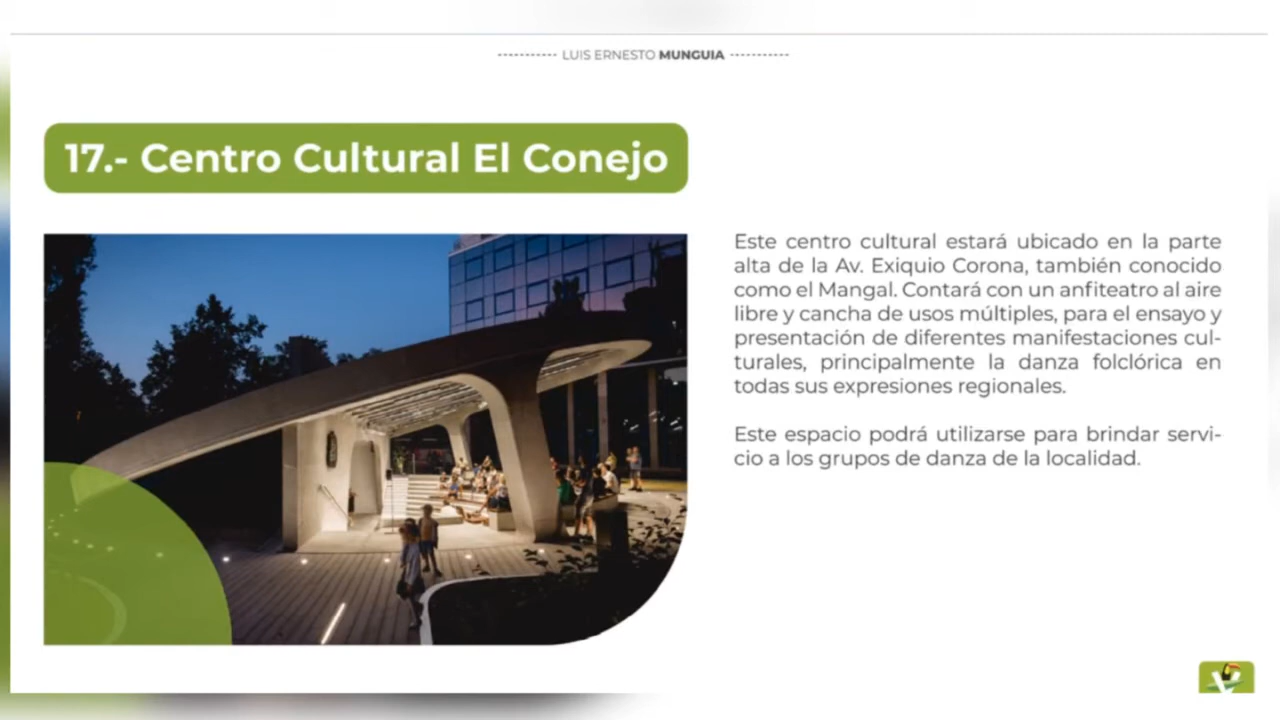 ---------- LUIS ERNESTO MUNGUIA ----------
17.- Centro Cultural El Conejo
Este centro cultural estará ubicado en la parte
alta de la Av. Exiquio Corona, también conocido
como el Mangal. Contará con un anfiteatro al aire
libre y cancha de usos múltiples, para el ensayo y
presentación de diferentes manifestaciones cul-
turales, principalmente la danza folclórica en
todas sus expresiones regionales.
Este espacio podrá utilizarse para brindar servi-
cio a los grupos de danza de la localidad.